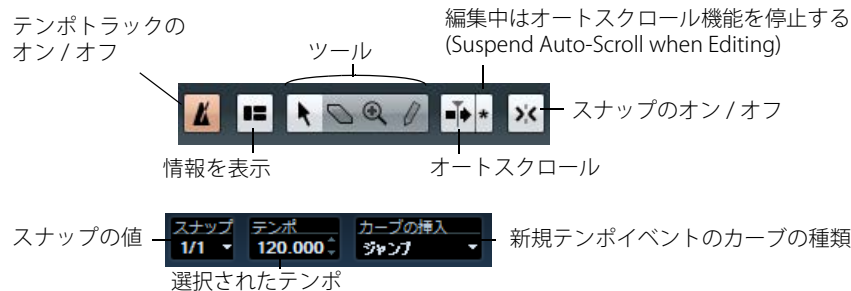 テンポトラックの
オン / オフ
ツール
編集中はオートスクロール機能を停止する
(Suspend Auto-Scroll when Editing)
*
スナップのオン / オフ
情報を表示
オートスクロール
スナップの値
スナップ
1/1
テンポ
120.000
カーブの挿入
ジャンプ
新規テンポイベントのカーブの種類
選択されたテンポ